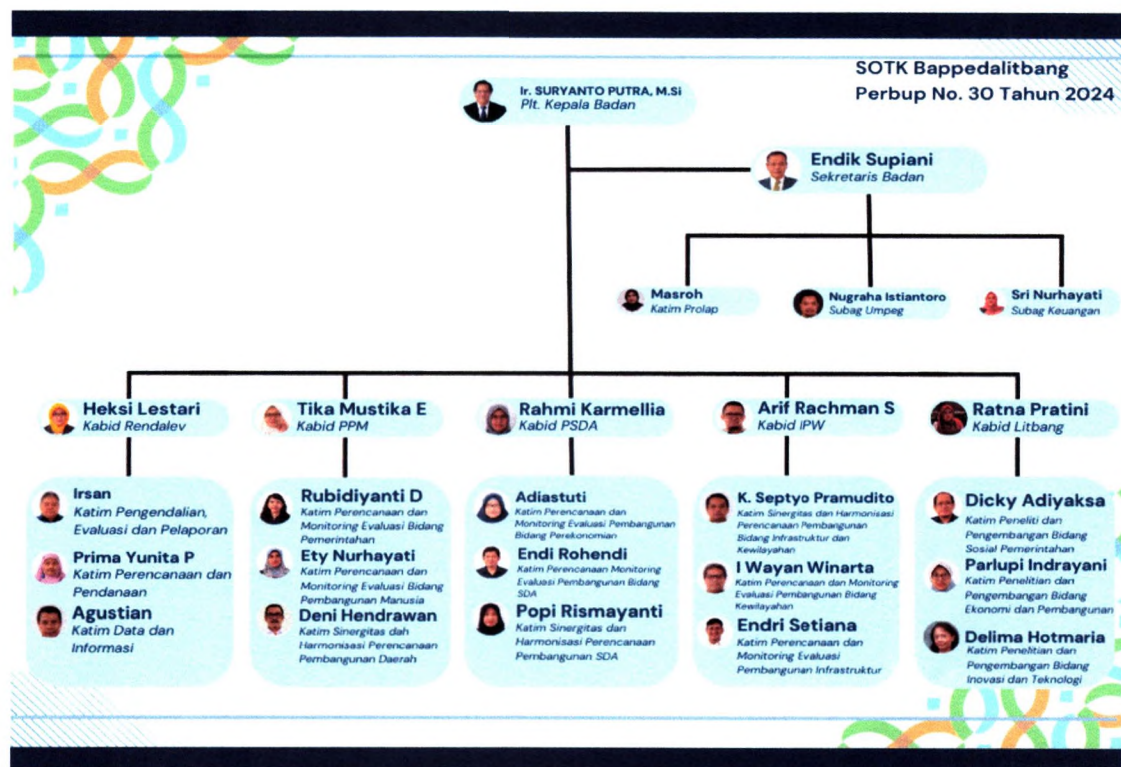 SOTK Bappedalitbang
Perbup No. 30 Tahun 2024
Ir. SURYANTO PUTRA, M.Si
Plt. Kepala Badan
Endik Supiani
Sekretaris Badan
Masroh
Katim Prolap
Nugraha Istiantoro
Subag Umpeg
Sri Nurhayati
Subag Keuangan
Heksi Lestari
Kabid Rendalev
Tika Mustika E
Kabid PPM
Rahmi Karmellia
Kabid PSDA
Arif Rachman S
Kabid IPW
Ratna Pratini
Kabid Litbang
Irsan
Katim Pengendalian,
Evaluasi dan Pelaporan
Prima Yunita P
Katim Perencanaan dan
Pendanaan
Agustian
Katim Data dan
Informasi
Rubidiyanti D
Katim Perencanaan dan
Monitoring Evaluasi Bidang
Pemerintahan
Ety Nurhayati
Katim Perencanaan dan
Monitoring Evaluasi Bidang
Pembangunan Manusia
Deni Hendrawan
Katim Sinergitas dah
Harmonisasi Perencanaan
Pembangunan Daerah
Adiastuti
Katim Perencanaan dan
Monitoring Evaluasi Pembangunan
Bidang Perekonomian
Endi Rohendi
Katim Perencanaan Monitoring
Evaluasi Pembangunan Bidang
SDA
Popi Rismayanti
Katim Sinergitas dan
Harmonisasi Perencanaan
Pembangunan SDA
K. Septyo Pramudito
Katim Sinergitas dan Harmonisasi
Perencanaan Pembangunan
Bidang Infrastruktur dan
Kewilayahan
I Wayan Winarta
Katim Perencanaan dan Monitoring
Evaluasi Pembangunan Bidang
Kewilayahan
Endri Setiana
Katim Perencanaan dan
Monitoring Evaluasi
Pembangunan Infrastruktur
Dicky Adiyaksa
Katim Peneliti dan
Pengembangan Bidang
Sosial Pemerintahan
Parlupi Indrayani
Katim Penelitian dan
Pengembangan Bidang
Ekonomi dan Pembangunan
Delima Hotmaria
Katim Penelitian dan
Pengembangan Bidang
Inovasi dan Teknologi